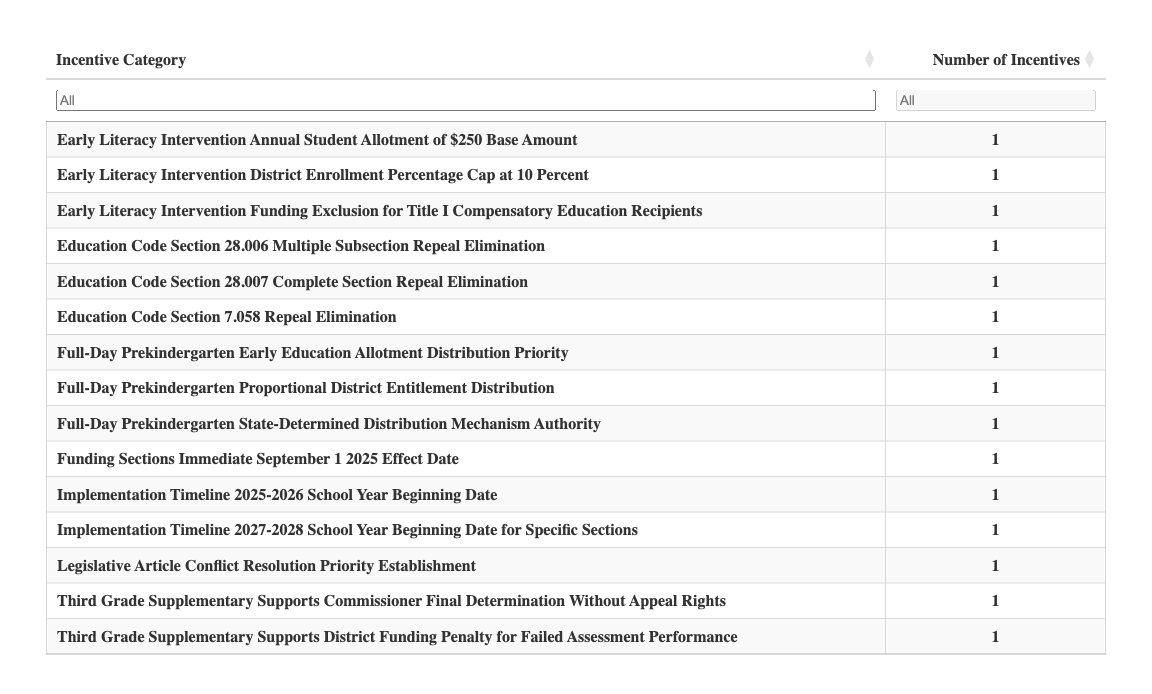 Incentive Category Number of Incentives
All All
Early Literacy Intervention Annual Student Allotment of $250 Base Amount 1
Early Literacy Intervention District Enrollment Percentage Cap at 10 Percent 1
Early Literacy Intervention Funding Exclusion for Title I Compensatory Education Recipients 1
Education Code Section 28.006 Multiple Subsection Repeal Elimination 1
Education Code Section 28.007 Complete Section Repeal Elimination 1
Education Code Section 7.058 Repeal Elimination 1
Full-Day Prekindergarten Early Education Allotment Distribution Priority 1
Full-Day Prekindergarten Proportional District Entitlement Distribution 1
Full-Day Prekindergarten State-Determined Distribution Mechanism Authority 1
Funding Sections Immediate September 1 2025 Effect Date 1
Implementation Timeline 2025-2026 School Year Beginning Date 1
Implementation Timeline 2027-2028 School Year Beginning Date for Specific Sections 1
Legislative Article Conflict Resolution Priority Establishment 1
Third Grade Supplementary Supports Commissioner Final Determination Without Appeal Rights 1
Third Grade Supplementary Supports District Funding Penalty for Failed Assessment Performance 1